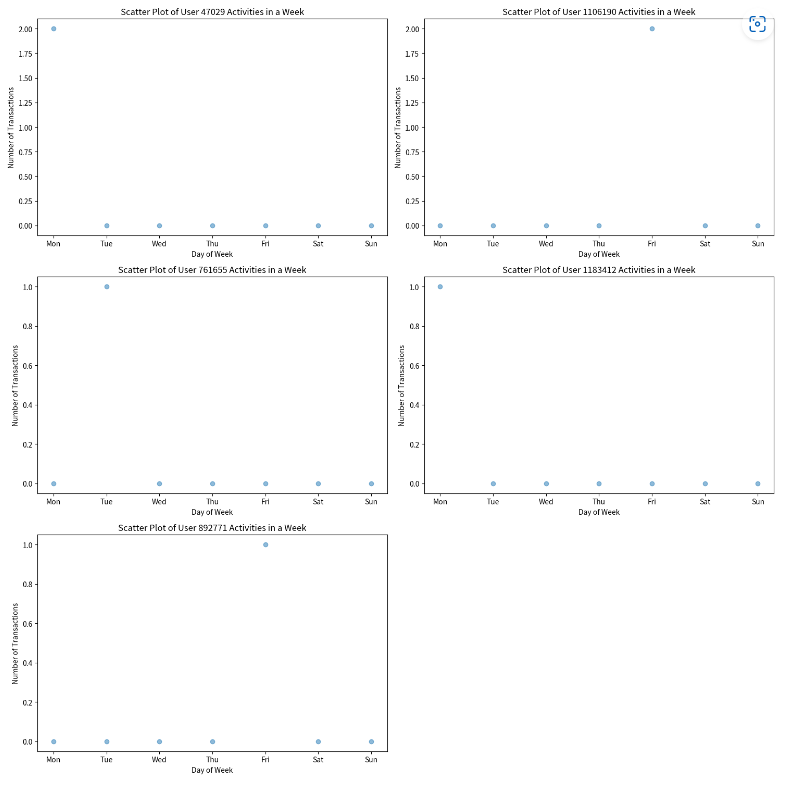 Scatter Plot of User 47029 Activities in a Week
2.00
1.75
1.50
1.25
1.00
0.75
0.50
0.25
0.00
Number of Transactions
Mon Tue Wed Thu Fri Sat Sun
Day of Week
Scatter Plot of User 1106190 Activities in a Week
2.00
1.75
1.50
1.25
1.00
0.75
0.50
0.25
0.00
Number of Transactions
Mon Tue Wed Thu Fri Sat Sun
Day of Week
Scatter Plot of User 761655 Activities in a Week
1.0
0.8
0.6
0.4
0.2
0.0
Number of Transactions
Mon Tue Wed Thu Fri Sat Sun
Day of Week
Scatter Plot of User 1183412 Activities in a Week
1.0
0.8
0.6
0.4
0.2
0.0
Number of Transactions
Mon Tue Wed Thu Fri Sat Sun
Day of Week
Scatter Plot of User 892771 Activities in a Week
1.0
0.8
0.6
0.4
0.2
0.0
Number of Transactions
Mon Tue Wed Thu Fri Sat Sun
Day of Week